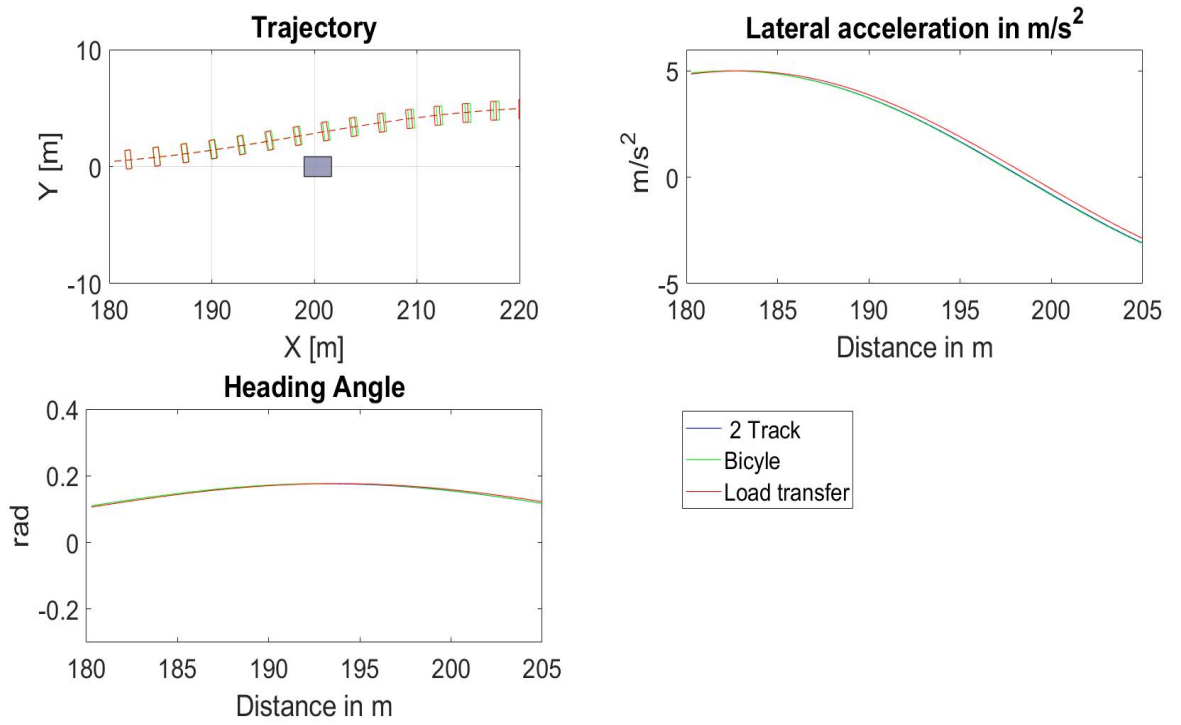 Trajectory
10
0
-10
Y [m]
180 190 200 210 220
X [m]
Lateral acceleration in m/s2
5
0
-5
m/s2
180 185 190 195 200 205
Distance in m
Heading Angle
0.4
0.2
0
-0.2
rad
180 185 190 195 200 205
Distance in m
2 Track
Bicyle
Load transfer